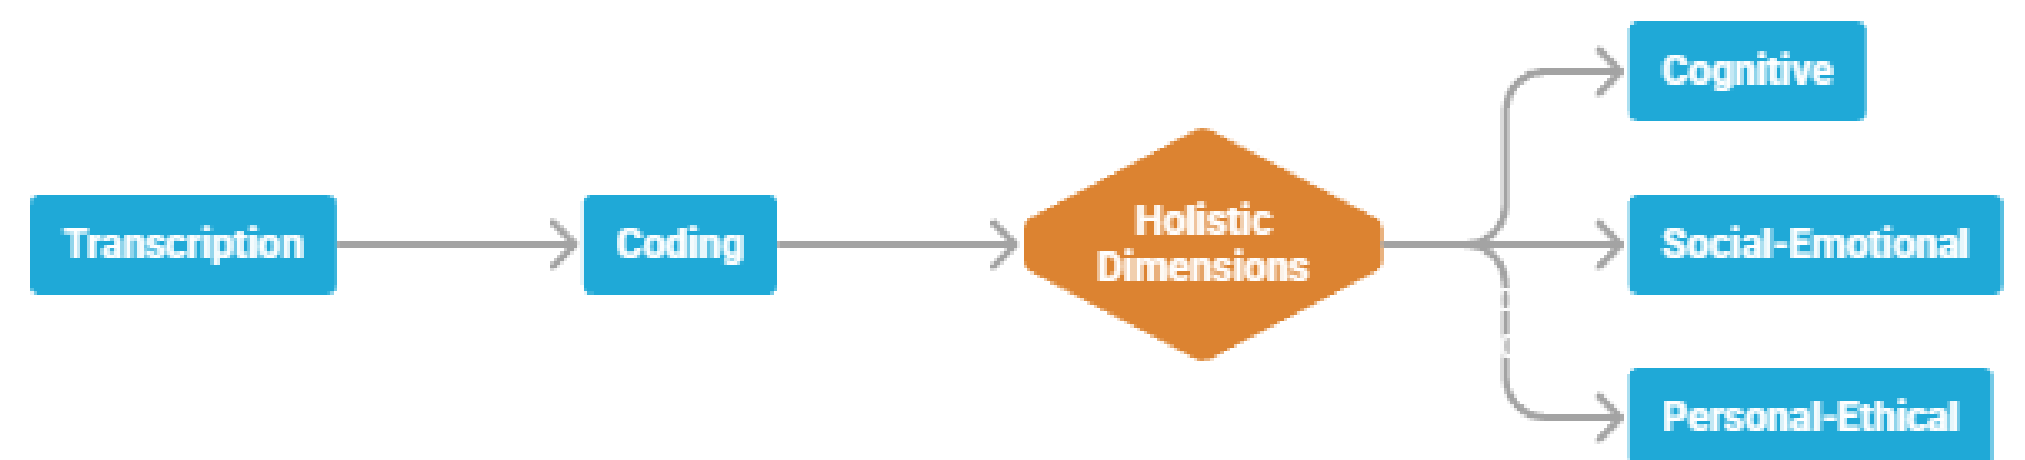 Transcription
Coding
Holistic
Dimensions
Cognitive
Social-Emotional
Personal-Ethical